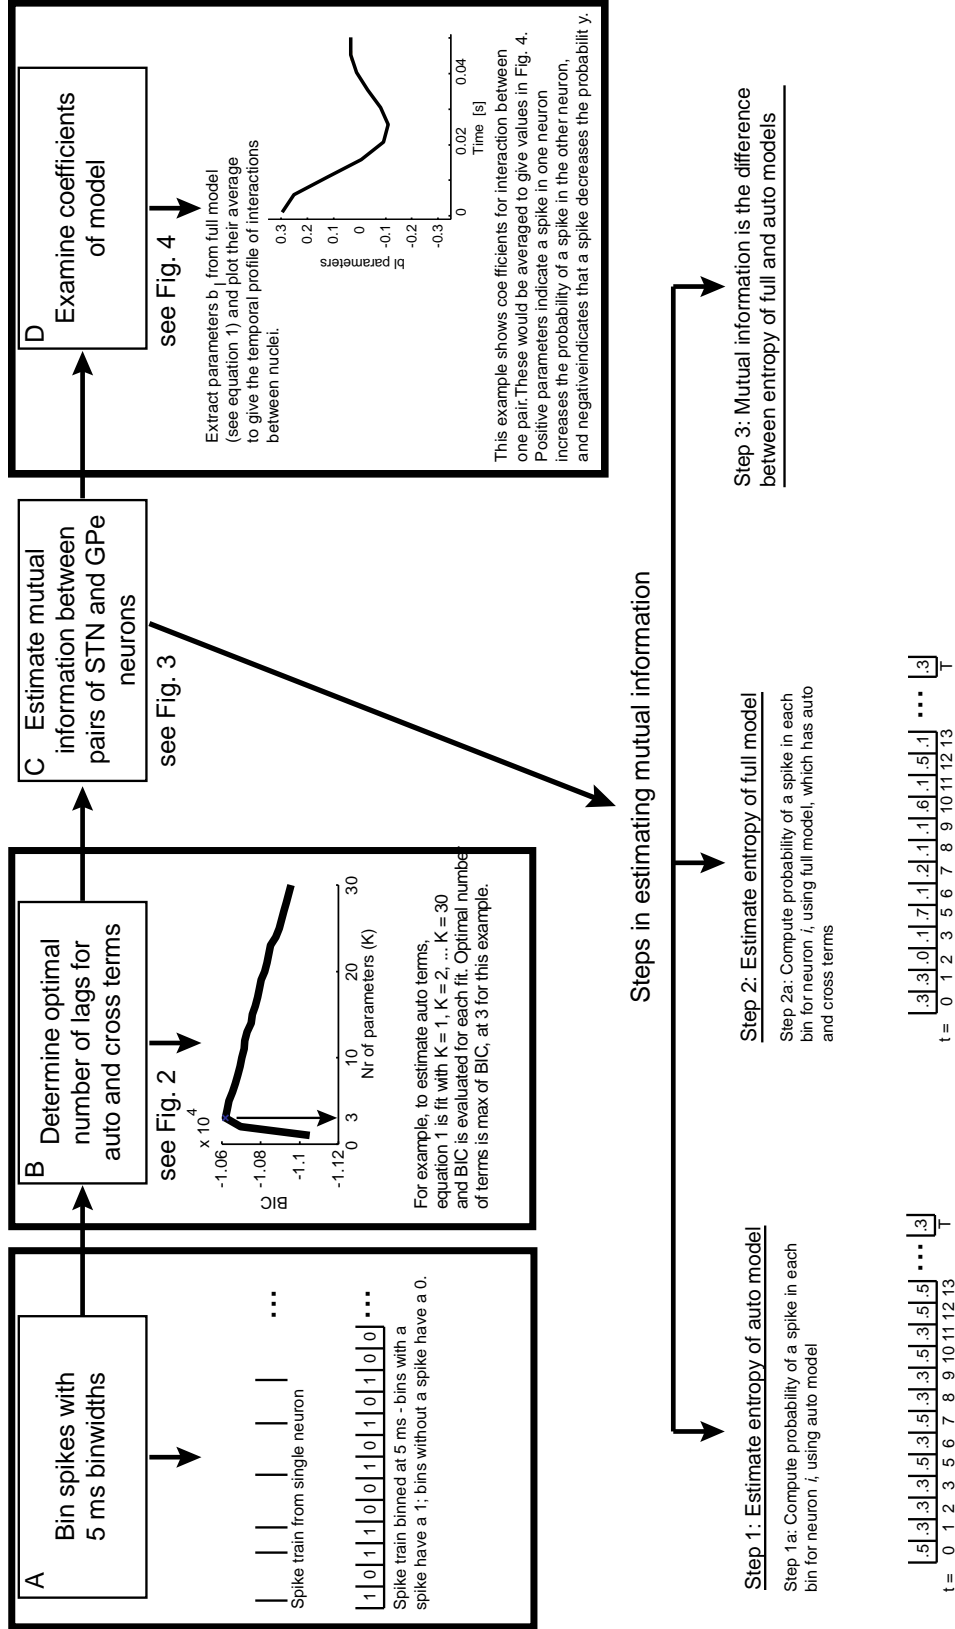 A
Bin spikes with
5 ms binwidths
Spike train from single neuron
...
1 0 1 1 0 0 1 0 1 0 1 0 0 ...
Spike train binned at 5 ms - bins with a
spike have a 1; bins without a spike have a 0.
B
Determine optimal
number of lags for
auto and cross terms
see Fig. 2
x 10^4
-1.06
-1.08
-1.1
-1.12
BIC
0 3 10 20 30
Nr of parameters (K)
For example, to estimate auto terms,
equation 1 is fit with K = 1, K = 2, ... K = 30
and BIC is evaluated for each fit. Optimal number
of terms is max of BIC, at 3 for this example.
C Estimate mutual
information between
pairs of STN and GPe
neurons
see Fig. 3
D
Examine coefficients
of model
see Fig. 4
Extract parameters b_l from full model
(see equation 1) and plot their average
to give the temporal profile of interactions
between nuclei.
0.3
0.2
0.1
0
-0.1
-0.2
-0.3
bl parameters
0 0.02 0.04
Time [s]
This example shows coe fficients for interaction between
one pair.These would be averaged to give values in Fig. 4.
Positive parameters indicate a spike in one neuron
increases the probability of a spike in the other neuron,
and negativeindicates that a spike decreases the probability y.
Steps in estimating mutual information
Step 1: Estimate entropy of auto model
Step 1a: Compute probability of a spike in each
bin for neuron i, using auto model
.5 .3 .3 .3 .5 .3 .5 .3 .3 .5 .3 .5 .3 .5 .5 ... .3
t = 0 1 2 3 5 6 7 8 9 10 11 12 13 T
Step 2: Estimate entropy of full model
Step 2a: Compute probability of a spike in each
bin for neuron i, using full model, which has auto
and cross terms
.3 .3 .0 .1 .7 .1 .2 .1 .1 .6 .1 .5 .1 ... .3
t = 0 1 2 3 5 6 7 8 9 10 11 12 13 T
Step 3: Mutual information is the difference
between entropy of full and auto models